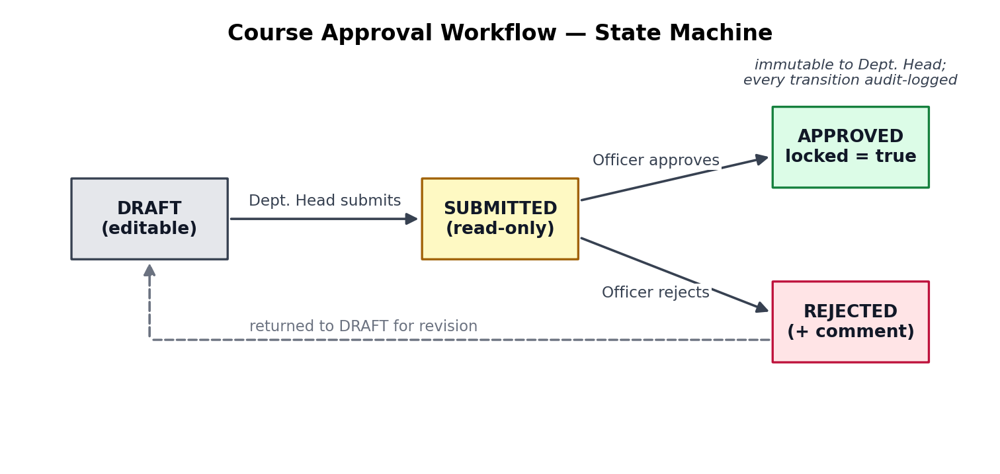 Course Approval Workflow — State Machine
immutable to Dept. Head;
every transition audit-logged
APPROVED
locked = true
Officer approves
DRAFT
(editable)
Dept. Head submits
SUBMITTED
(read-only)
Officer rejects
REJECTED
(+ comment)
returned to DRAFT for revision